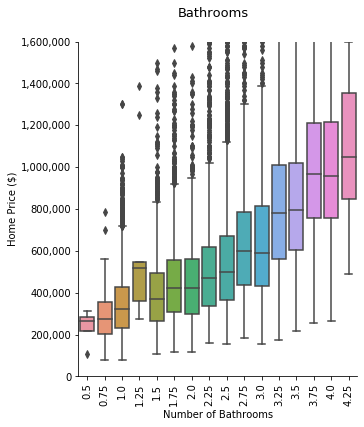 Bathrooms
1,600,000
1,400,000
1,200,000
1,000,000
800,000
600,000
400,000
200,000
0
Home Price ($)
0.5 0.75 1.0 1.25 1.5 1.75 2.0 2.25 2.5 2.75 3.0 3.25 3.5 3.75 4.0 4.25
Number of Bathrooms